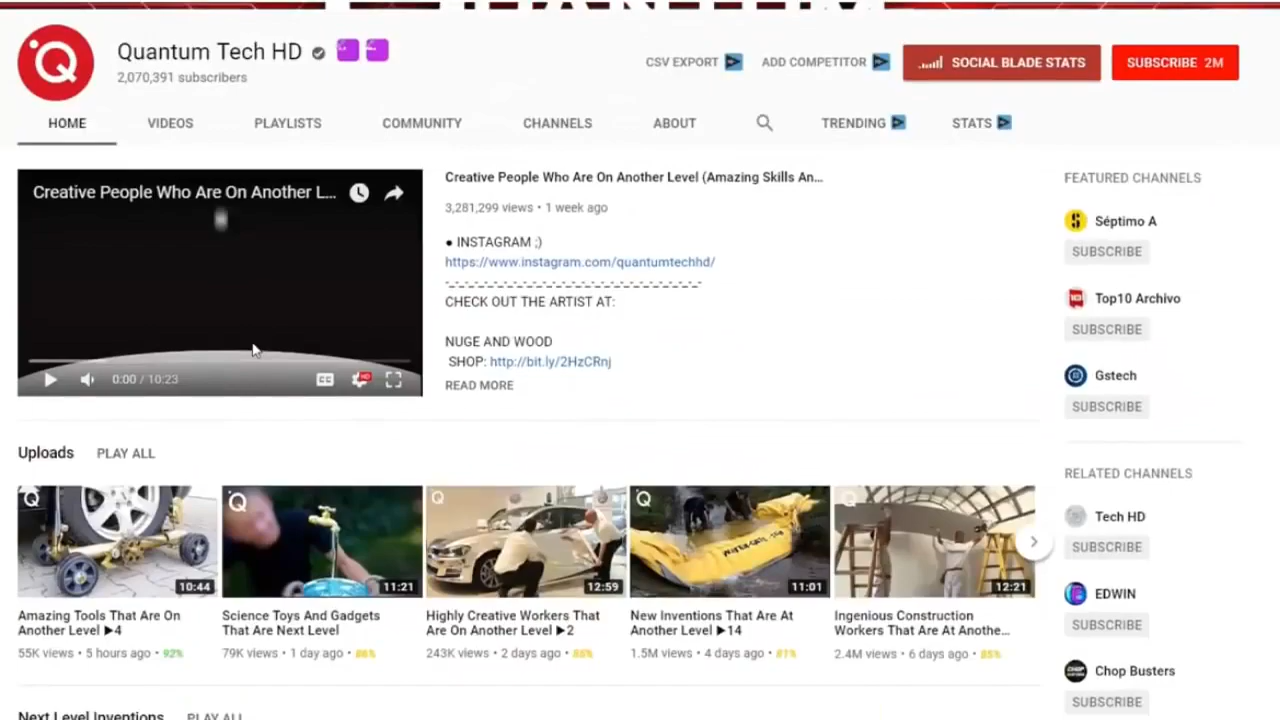 Quantum Tech HD
2,070,391 subscribers
CSV EXPORT
ADD COMPETITOR
SOCIAL BLADE STATS
SUBSCRIBE 2M
HOME
VIDEOS
PLAYLISTS
COMMUNITY
CHANNELS
ABOUT
TRENDING
STATS
Creative People Who Are On Another L...
0:00 / 10:23
CC
HD
Creative People Who Are On Another Level (Amazing Skills An...
3,281,299 views • 1 week ago
● INSTAGRAM ;)
https://www.instagram.com/quantumtechhd/
CHECK OUT THE ARTIST AT:
NUGE AND WOOD
SHOP: http://bit.ly/2HzCRnj
READ MORE
FEATURED CHANNELS
Séptimo A
SUBSCRIBE
Top10 Archivo
SUBSCRIBE
Gstech
SUBSCRIBE
RELATED CHANNELS
Tech HD
SUBSCRIBE
EDWIN
SUBSCRIBE
Chop Busters
SUBSCRIBE
Uploads PLAY ALL
10:44
Amazing Tools That Are On
Another Level ►4
55K views • 5 hours ago • 92%
11:21
Science Toys And Gadgets
That Are Next Level
79K views • 1 day ago • 86%
12:59
Highly Creative Workers That
Are On Another Level ►2
243K views • 2 days ago • 85%
11:01
New Inventions That Are At
Another Level ►14
1.5M views • 4 days ago • 81%
12:21
Ingenious Construction
Workers That Are At Anothe...
2.4M views • 6 days ago • 85%
Next Level Inventions PLAY ALL